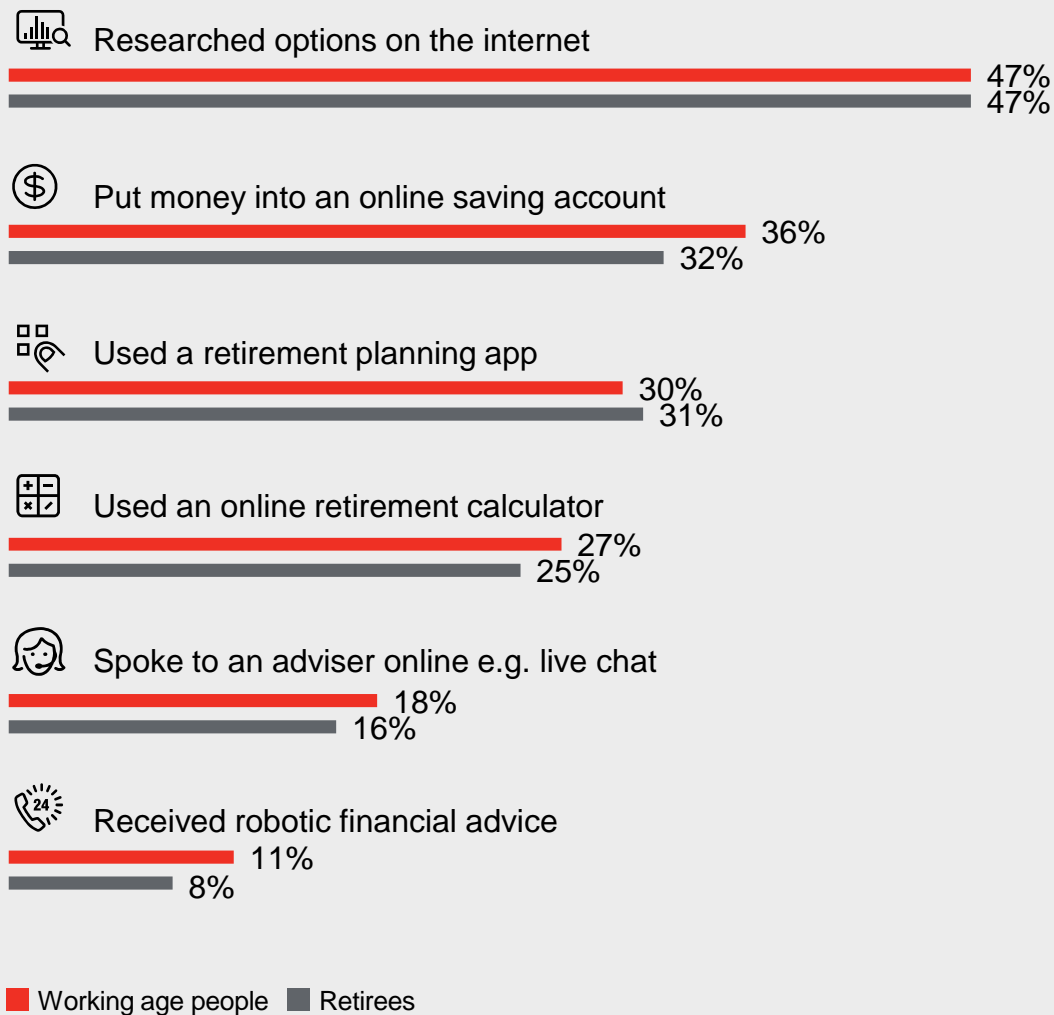 Researched options on the internet
47%
47%
Put money into an online saving account
36%
32%
Used a retirement planning app
30%
31%
Used an online retirement calculator
27%
25%
Spoke to an adviser online e.g. live chat
18%
16%
24
Received robotic financial advice
11%
8%
Working age people Retirees